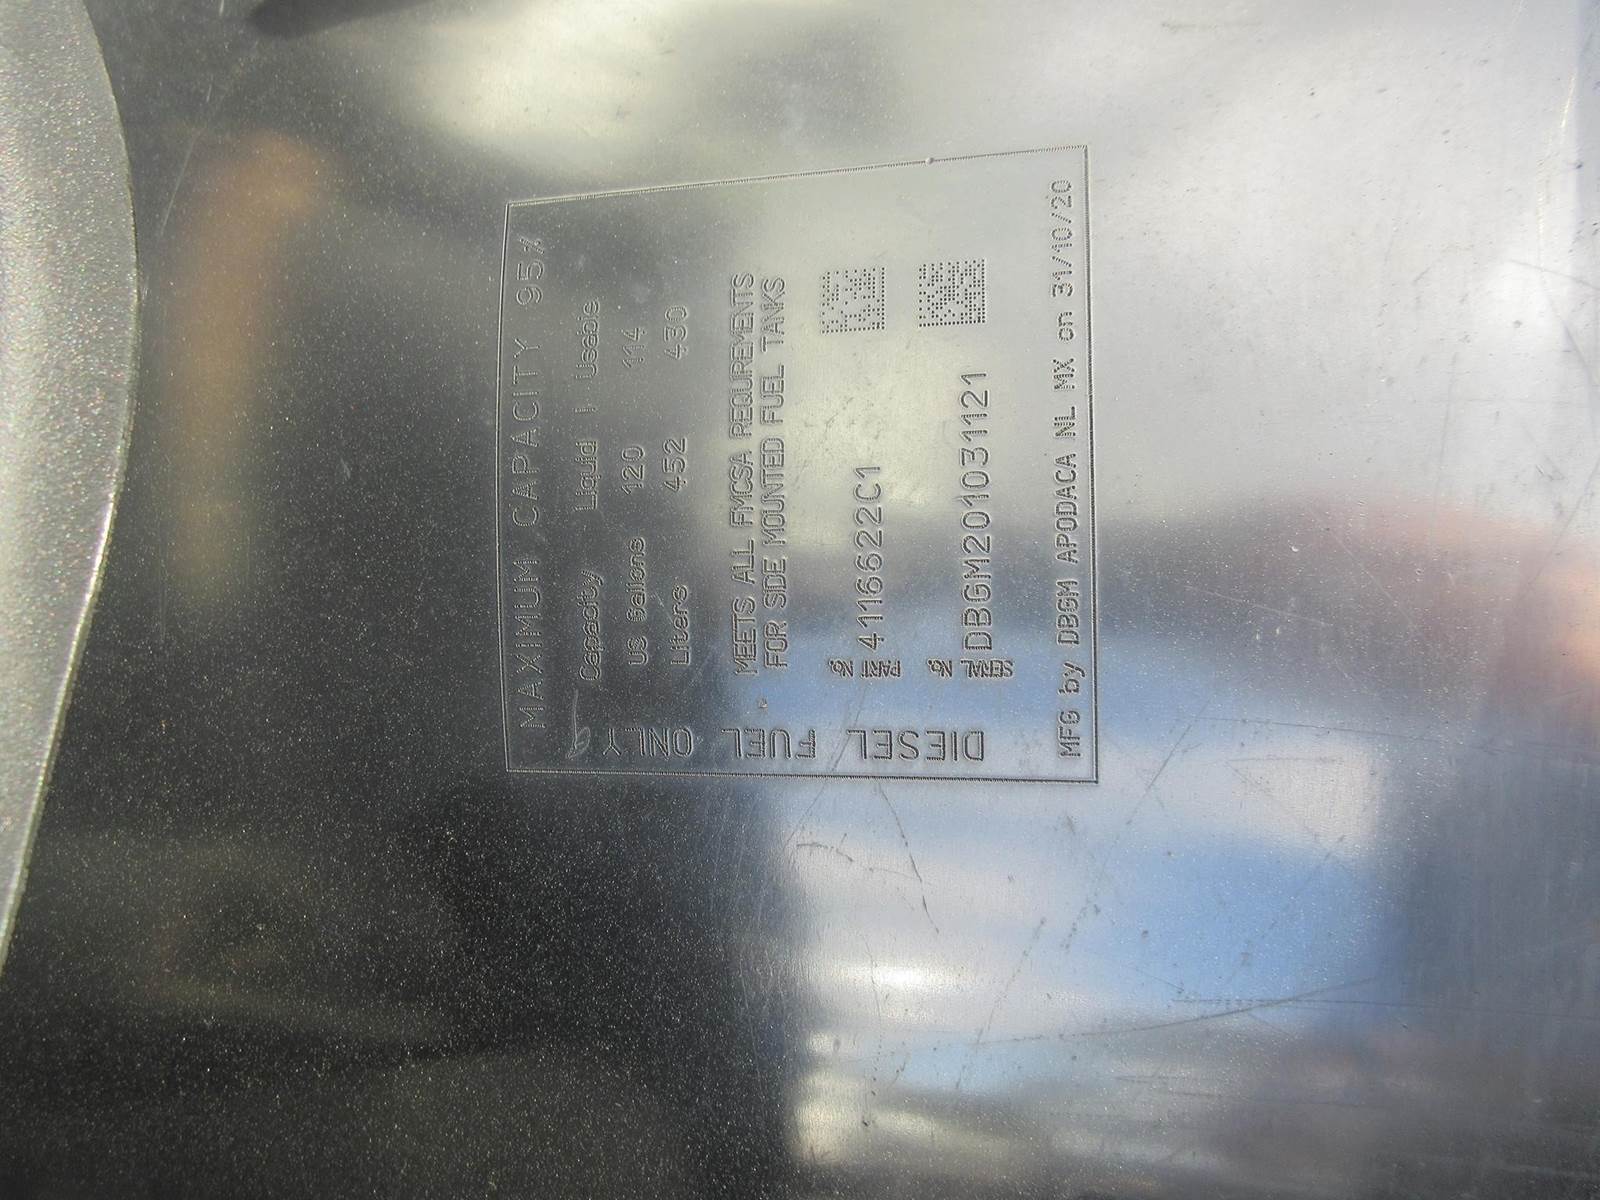 MAXIMUM CAPACITY 95%
Capacity Liquid | Usable
US Gallons 120 114
Liters 452 430
MEETS ALL FMCSA REQUIREMENTS
FOR SIDE MOUNTED FUEL TANKS
PART No. 4116622C1
SERIAL No. DBGM201031121
MFG by DBGM APODACA NL MX on 31/10/20
DIESEL FUEL ONLY